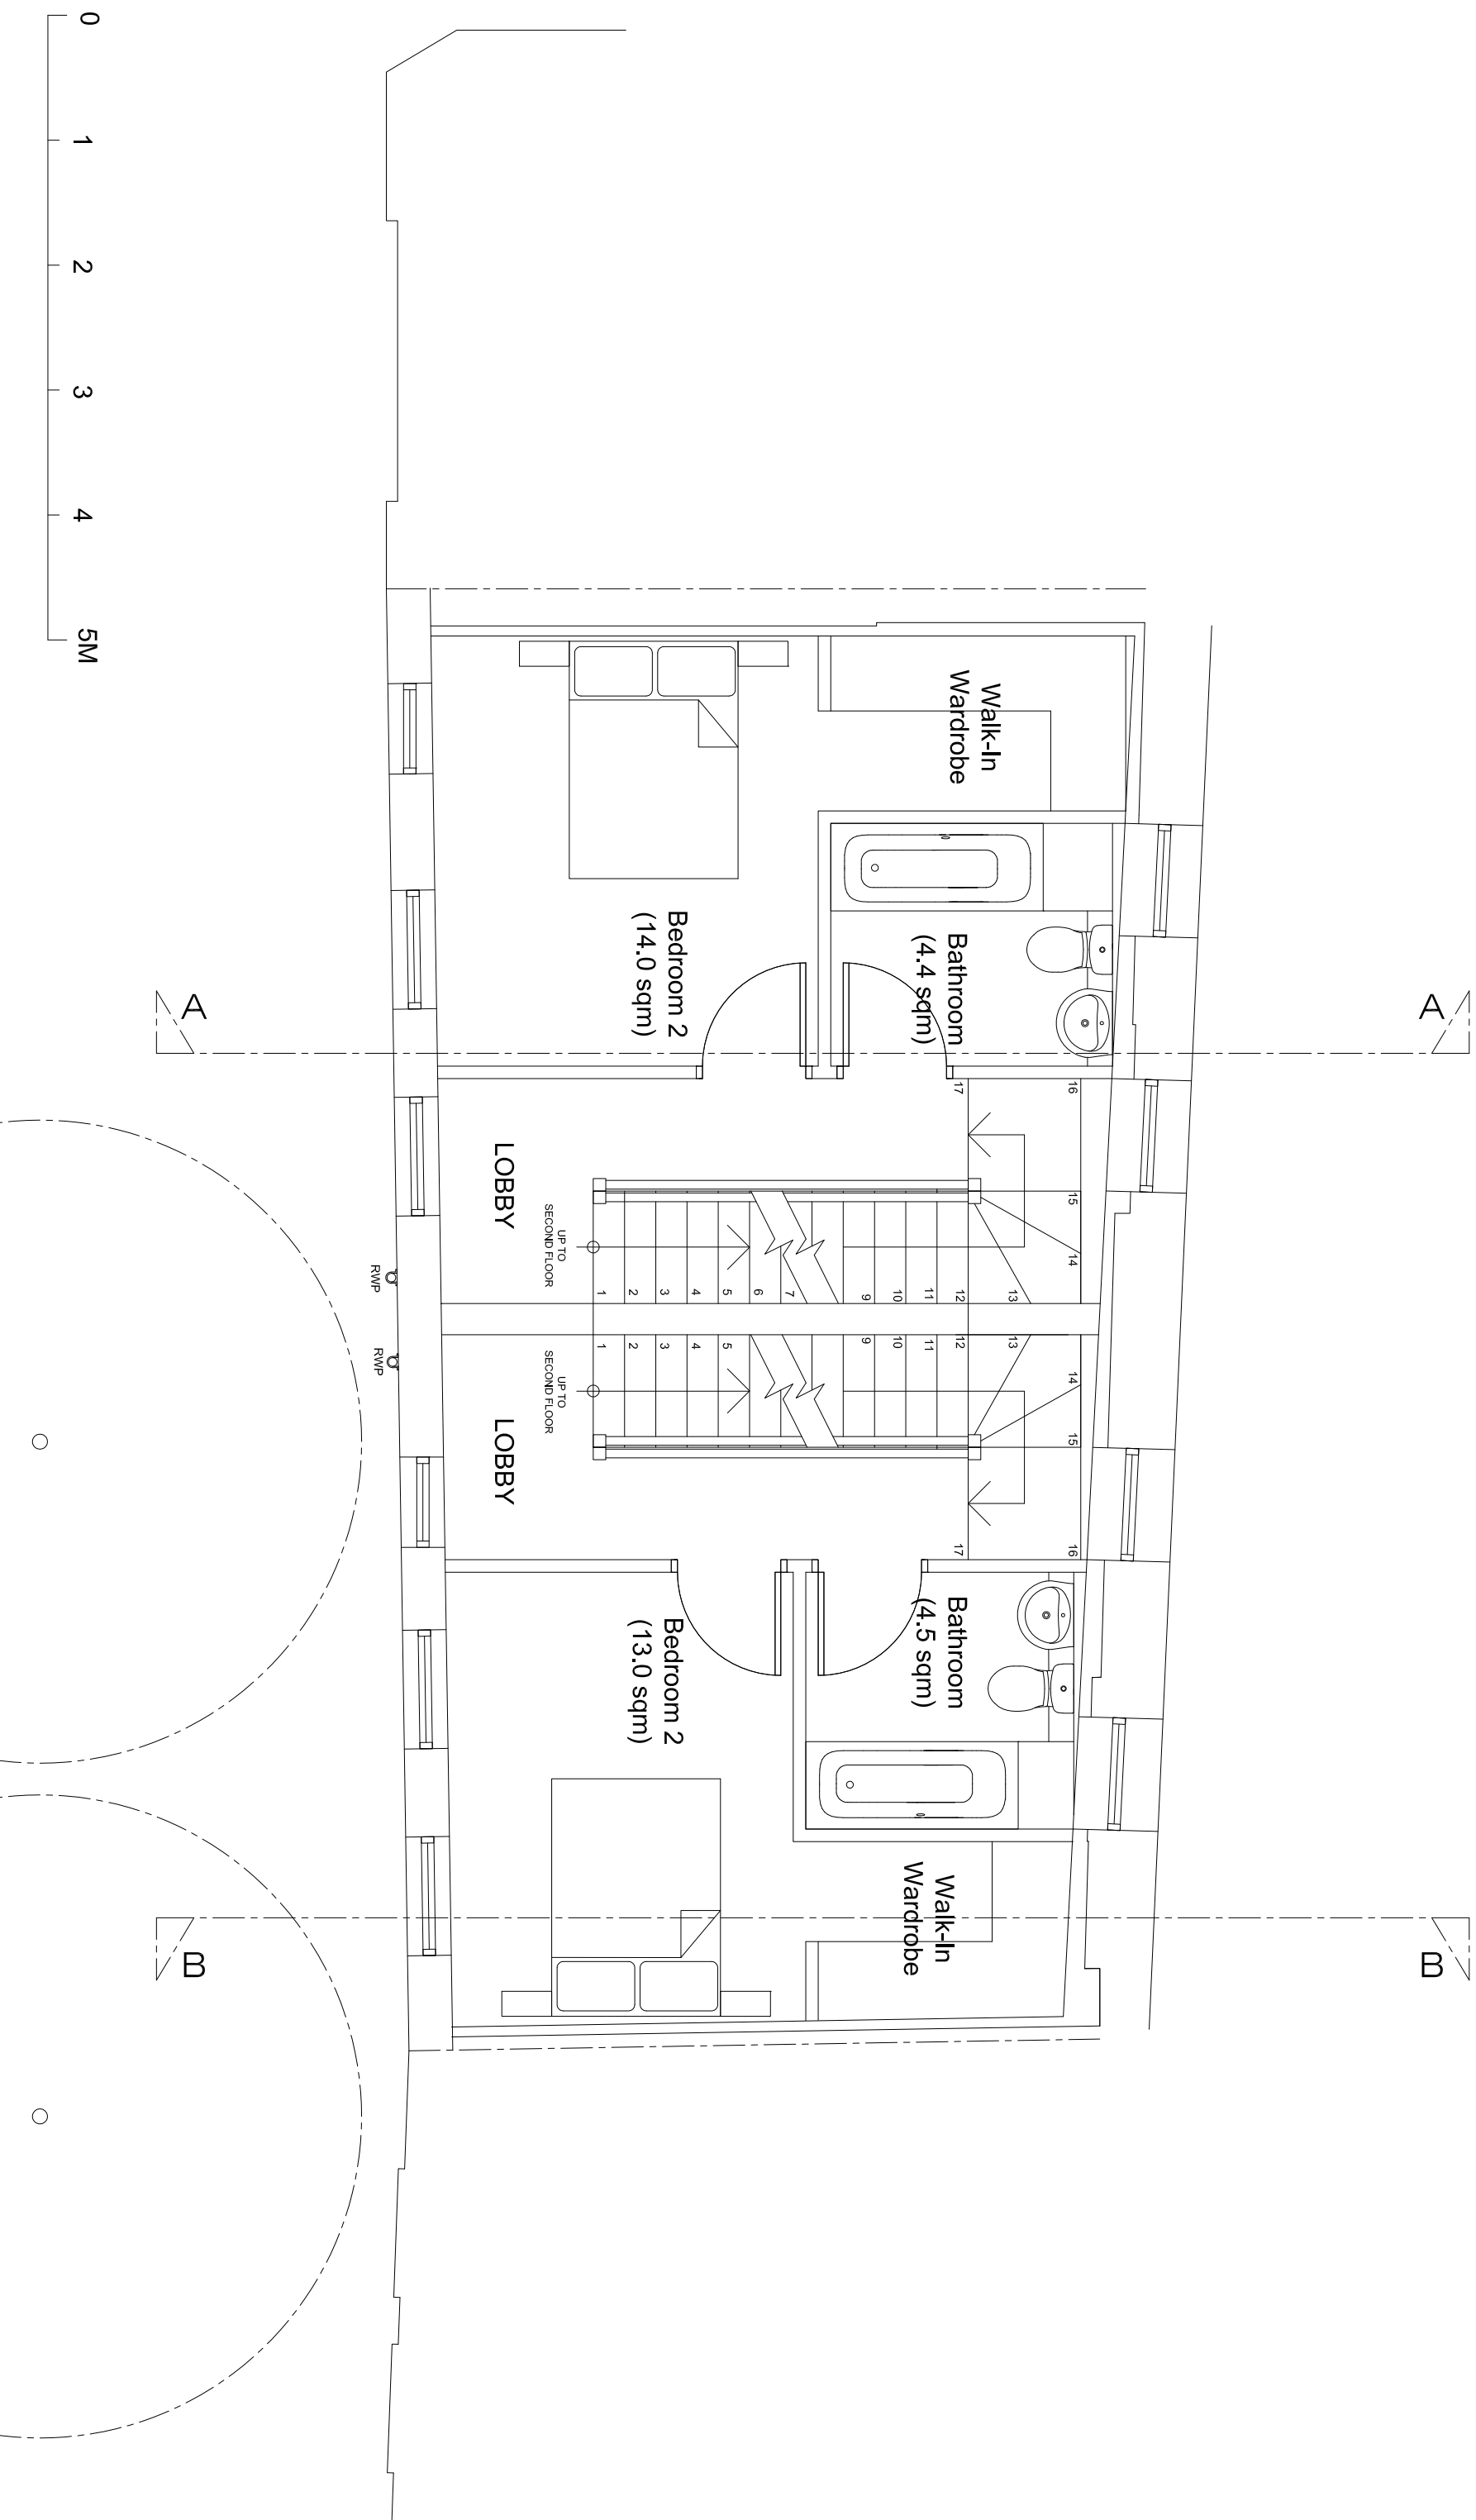 0
1
2
3
4
5M
Walk-In
Wardrobe
Bedroom 2
(14.0 sqm)
Bathroom
(4.4 sqm)
A
A
LOBBY
UP TO
SECOND FLOOR
1
2
3
4
5
6
7
9
10
11
12
13
14
15
16
17
RWP
RWP
LOBBY
UP TO
SECOND FLOOR
1
2
3
4
5
9
10
11
12
13
14
15
16
17
Bedroom 2
(13.0 sqm)
Bathroom
(4.5 sqm)
Walk-In
Wardrobe
B
B